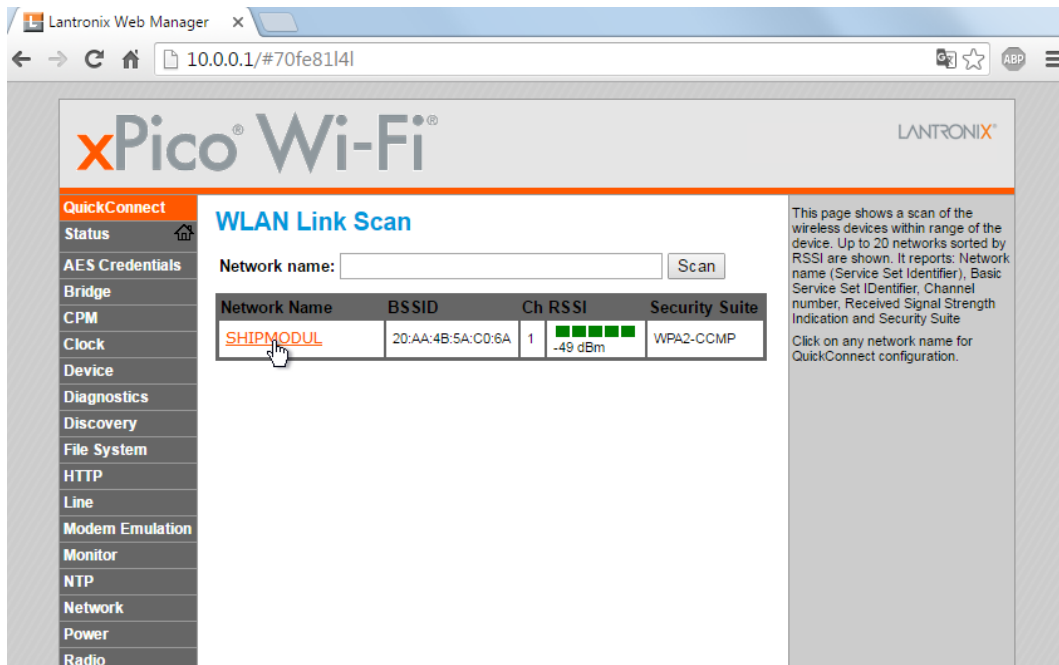 Lantronix Web Manager
10.0.0.1/#70fe81l4l
ABP
xPico® Wi-Fi®
LANTRONIX®
QuickConnect
Status
AES Credentials
Bridge
CPM
Clock
Device
Diagnostics
Discovery
File System
HTTP
Line
Modem Emulation
Monitor
NTP
Network
Power
Radio
WLAN Link Scan
Network name:
Scan
Network Name BSSID Ch RSSI Security Suite
SHIPMODUL 20:AA:4B:5A:C0:6A 1 -49 dBm WPA2-CCMP
This page shows a scan of the
wireless devices within range of the
device. Up to 20 networks sorted by
RSSI are shown. It reports: Network
name (Service Set Identifier), Basic
Service Set IDentifier, Channel
number, Received Signal Strength
Indication and Security Suite
Click on any network name for
QuickConnect configuration.